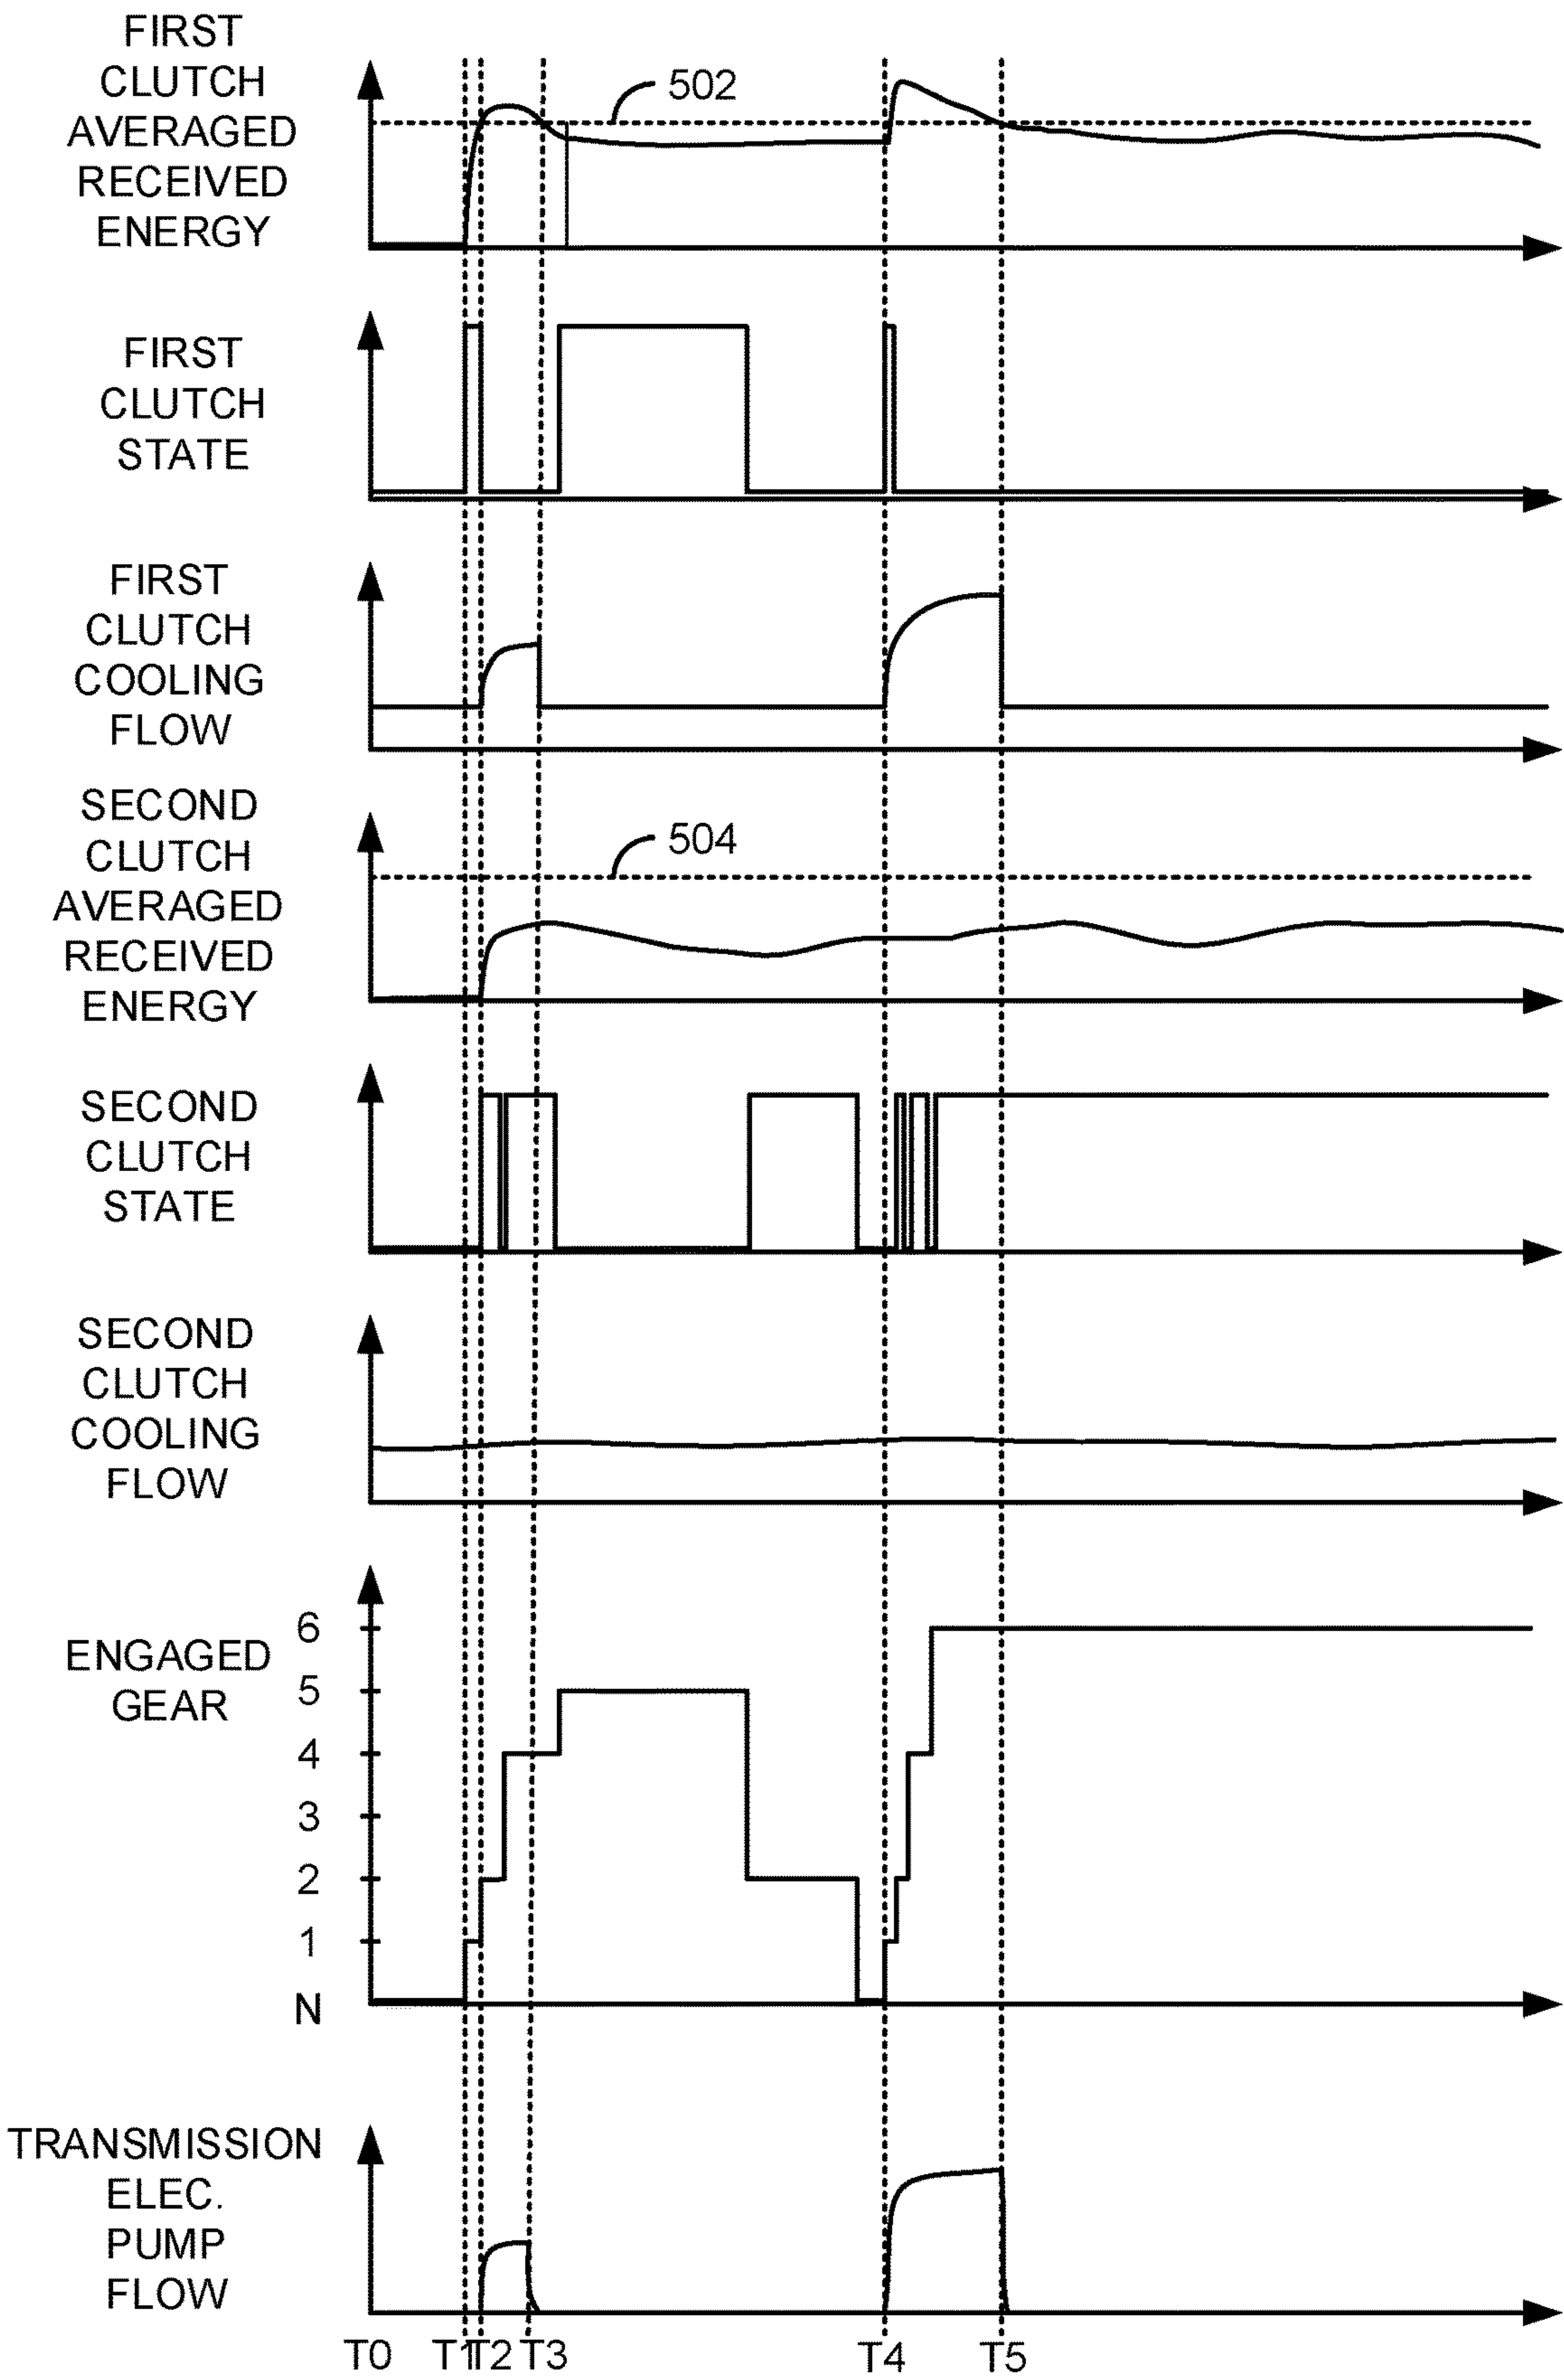 FIRST
CLUTCH
AVERAGED
RECEIVED
ENERGY
502
FIRST
CLUTCH
STATE
FIRST
CLUTCH
COOLING
FLOW
SECOND
CLUTCH
AVERAGED
RECEIVED
ENERGY
504
SECOND
CLUTCH
STATE
SECOND
CLUTCH
COOLING
FLOW
ENGAGED
GEAR
6
5
4
3
2
1
N
TRANSMISSION
ELEC.
PUMP
FLOW
T0 T1 T2 T3 T4 T5